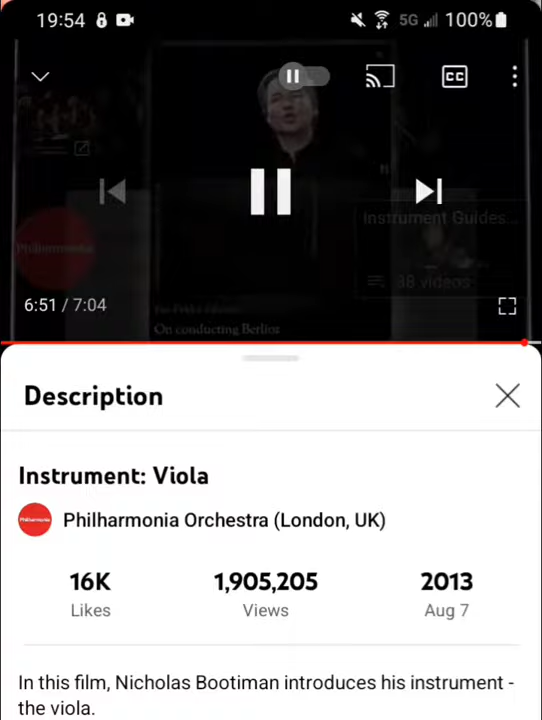 19:54 5G 100%
CC
Philharmonia
Instrument Guides...
38 videos
6:51 / 7:04
On conducting Berlioz
Description
Instrument: Viola
Philharmonia Orchestra (London, UK)
16K 1,905,205 2013
Likes Views Aug 7
In this film, Nicholas Bootiman introduces his instrument -
the viola.